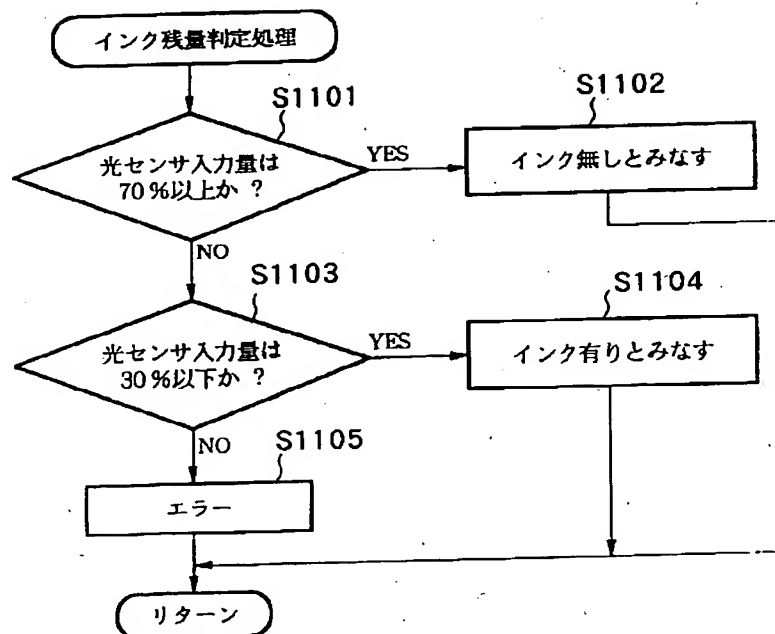 インク残量判定処理
S1101
光センサ入力量は
70%以上か?
YES
S1102
インク無しとみなす
NO
S1103
光センサ入力量は
30%以下か?
YES
S1104
インク有りとみなす
NO
S1105
エラー
リターン